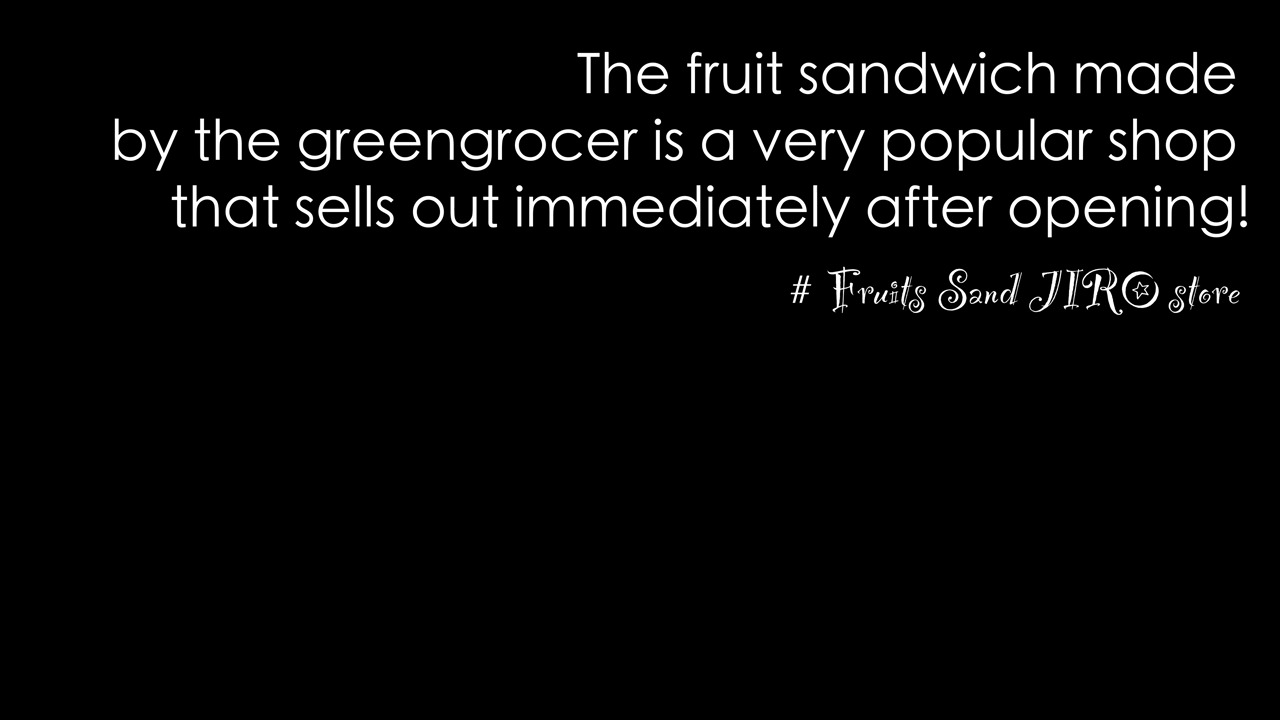 The fruit sandwich made
by the greengrocer is a very popular shop
that sells out immediately after opening!
# Fruits Sand JIRO store